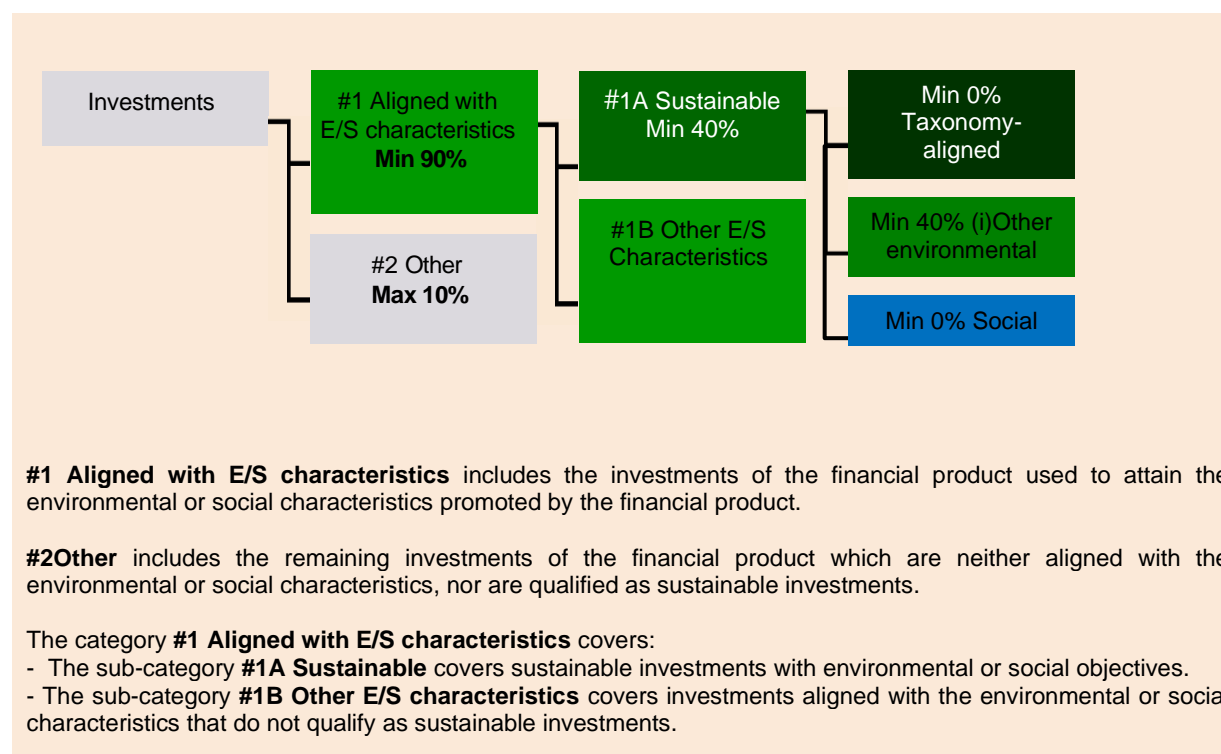 Investments
#1 Aligned with
E/S characteristics
Min 90%
#2 Other
Max 10%
#1A Sustainable
Min 40%
#1B Other E/S
Characteristics
Min 0%
Taxonomy-
aligned
Min 40% (i)Other
environmental
Min 0% Social
#1 Aligned with E/S characteristics includes the investments of the financial product used to attain the
environmental or social characteristics promoted by the financial product.
#2Other includes the remaining investments of the financial product which are neither aligned with the
environmental or social characteristics, nor are qualified as sustainable investments.
The category #1 Aligned with E/S characteristics covers:
- The sub-category #1A Sustainable covers sustainable investments with environmental or social objectives.
- The sub-category #1B Other E/S characteristics covers investments aligned with the environmental or social
characteristics that do not qualify as sustainable investments.